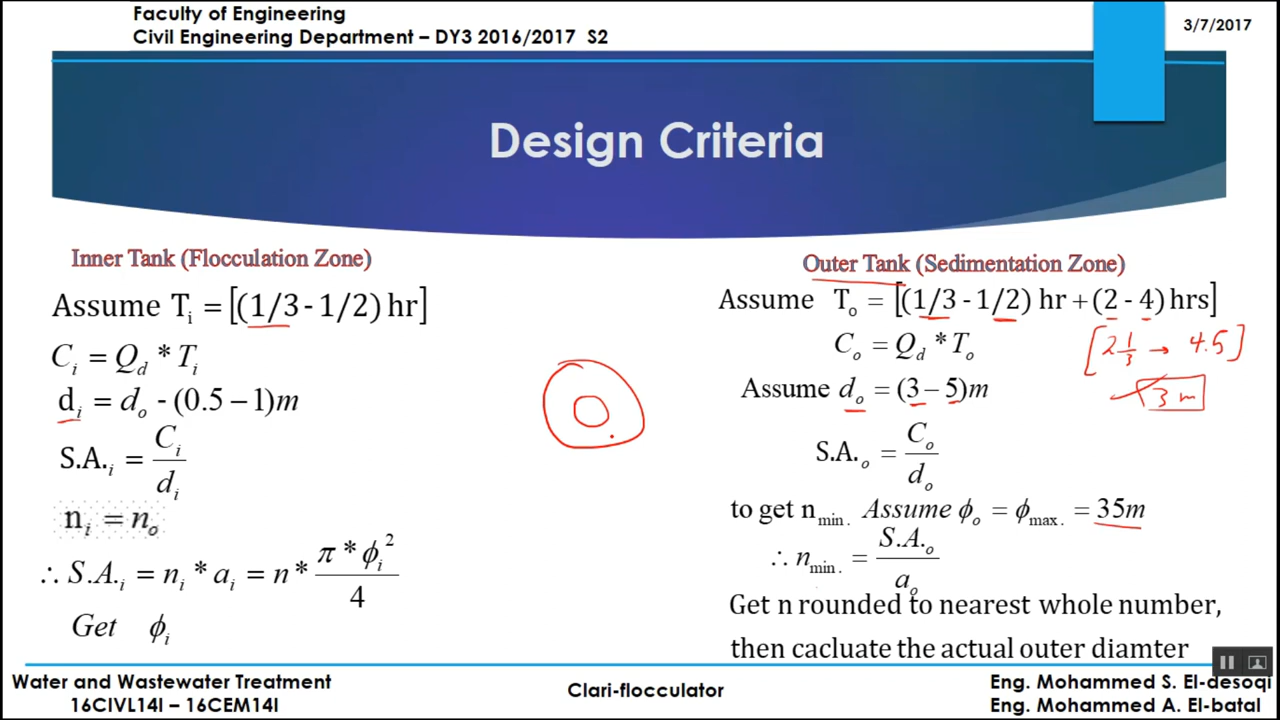 Faculty of Engineering
Civil Engineering Department – DY3 2016/2017 S2
3/7/2017
Design Criteria
Inner Tank (Flocculation Zone)
Assume Tᵢ = [(1/3 - 1/2) hr]
Cᵢ = Q_d * Tᵢ
dᵢ = dₒ - (0.5 – 1)m
S.A.ᵢ = Cᵢ / dᵢ
nᵢ = nₒ
∴ S.A.ᵢ = nᵢ * aᵢ = n * π * ϕᵢ² / 4
Get ϕᵢ
Outer Tank (Sedimentation Zone)
Assume Tₒ = [(1/3 - 1/2) hr + (2 - 4) hrs]
[2 1/3 → 4.5]
Cₒ = Q_d * Tₒ
Assume dₒ = (3 – 5)m
3 m
S.A.ₒ = Cₒ / dₒ
to get n_min. Assume ϕₒ = ϕ_max. = 35m
∴ n_min. = S.A.ₒ / aₒ
Get n rounded to nearest whole number,
then cacluate the actual outer diamter
Water and Wastewater Treatment
16CIVL14I – 16CEM14I
Clari-flocculator
Eng. Mohammed S. El-desoqi
Eng. Mohammed A. El-batal